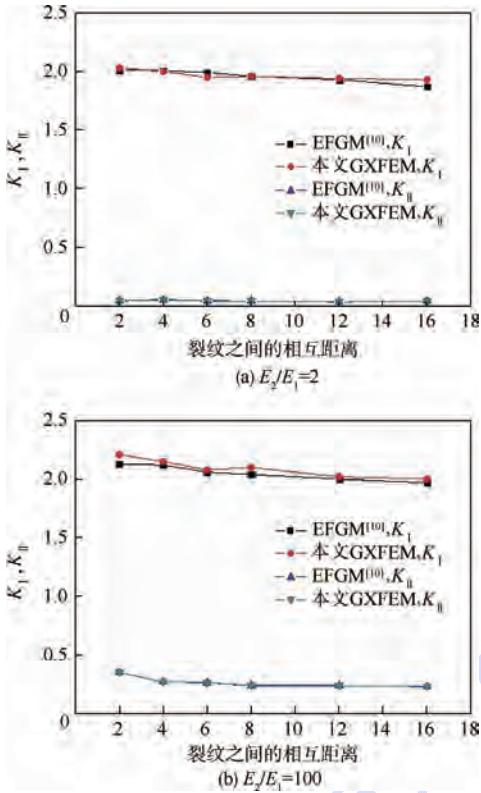 2.5
2.0
1.5
1.0
0.5
0
K_Ⅰ, K_Ⅱ
EFGM^[10], K_Ⅰ
本文GXFEM, K_Ⅰ
EFGM^[10], K_Ⅱ
本文GXFEM, K_Ⅱ
2 4 6 8 10 12 14 16 18
裂纹之间的相互距离
(a) E_2/E_1=2
2.5
2.0
1.5
1.0
0.5
0
K_Ⅰ, K_Ⅱ
EFGM^[10], K_Ⅰ
本文GXFEM, K_Ⅰ
EFGM^[10], K_Ⅱ
本文GXFEM, K_Ⅱ
2 4 6 8 10 12 14 16 18
裂纹之间的相互距离
(b) E_2/E_1=100